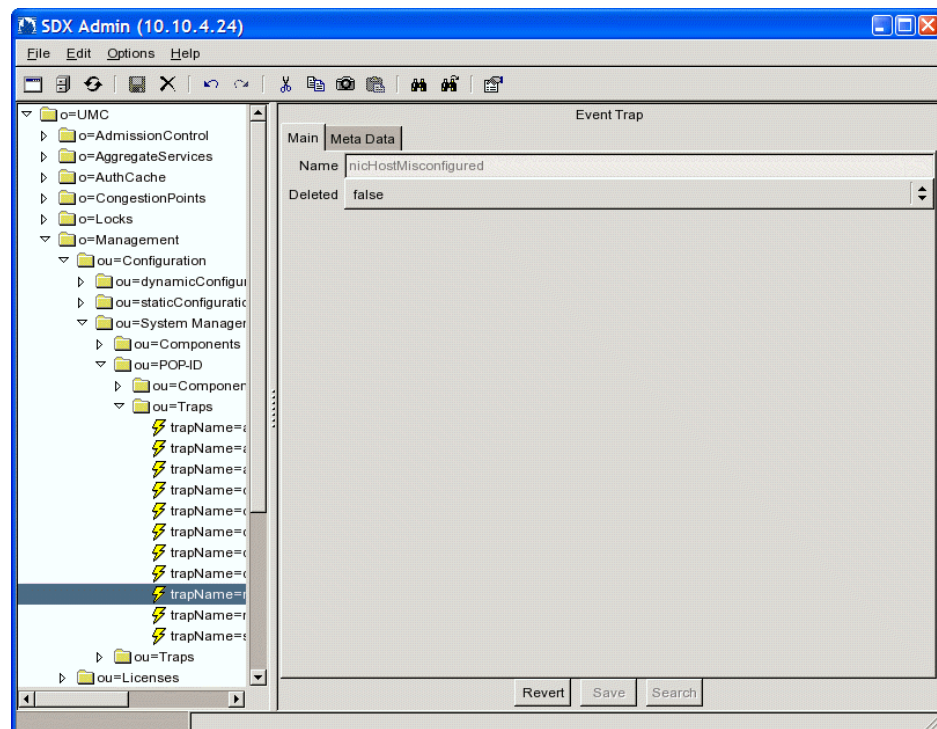 SDX Admin (10.10.4.24)
File Edit Options Help
o=UMC
o=AdmissionControl
o=AggregateServices
o=AuthCache
o=CongestionPoints
o=Locks
o=Management
ou=Configuration
ou=dynamicConfigu
ou=staticConfiguratio
ou=System Manager
ou=Components
ou=POP-ID
ou=Componen
ou=Traps
trapName=a
trapName=a
trapName=a
trapName=c
trapName=c
trapName=c
trapName=c
trapName=c
trapName=n
trapName=r
trapName=s
ou=Traps
ou=Licenses
Event Trap
Main Meta Data
Name nicHostMisconfigured
Deleted false
Revert Save Search